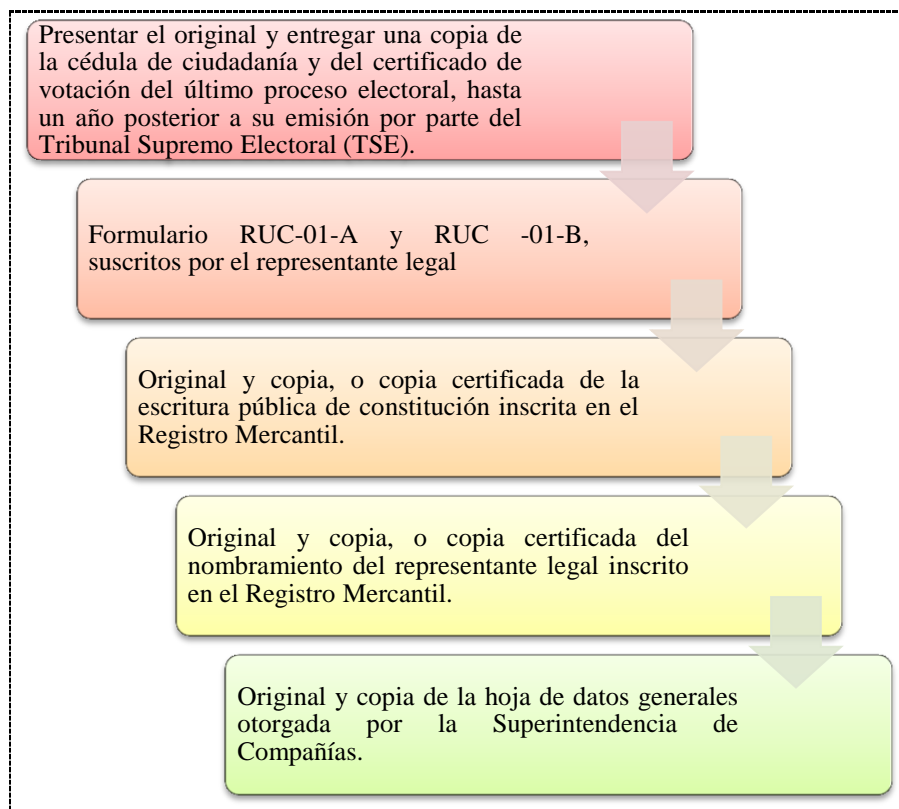 Presentar el original y entregar una copia de
la cédula de ciudadanía y del certificado de
votación del último proceso electoral, hasta
un año posterior a su emisión por parte del
Tribunal Supremo Electoral (TSE).
Formulario RUC-01-A y RUC -01-B,
suscritos por el representante legal
Original y copia, o copia certificada de la
escritura pública de constitución inscrita en el
Registro Mercantil.
Original y copia, o copia certificada del
nombramiento del representante legal inscrito
en el Registro Mercantil.
Original y copia de la hoja de datos generales
otorgada por la Superintendencia de
Compañías.